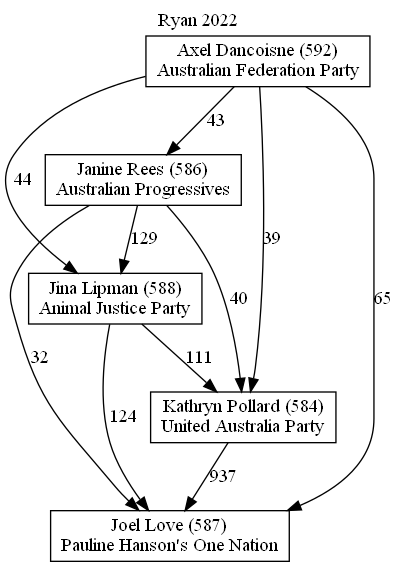 Ryan 2022
Axel Dancoisne (592)
Australian Federation Party
43
Janine Rees (586)
Australian Progressives
44
129
39
Jina Lipman (588)
Animal Justice Party
40
65
32
111
Kathryn Pollard (584)
United Australia Party
124
937
Joel Love (587)
Pauline Hanson's One Nation